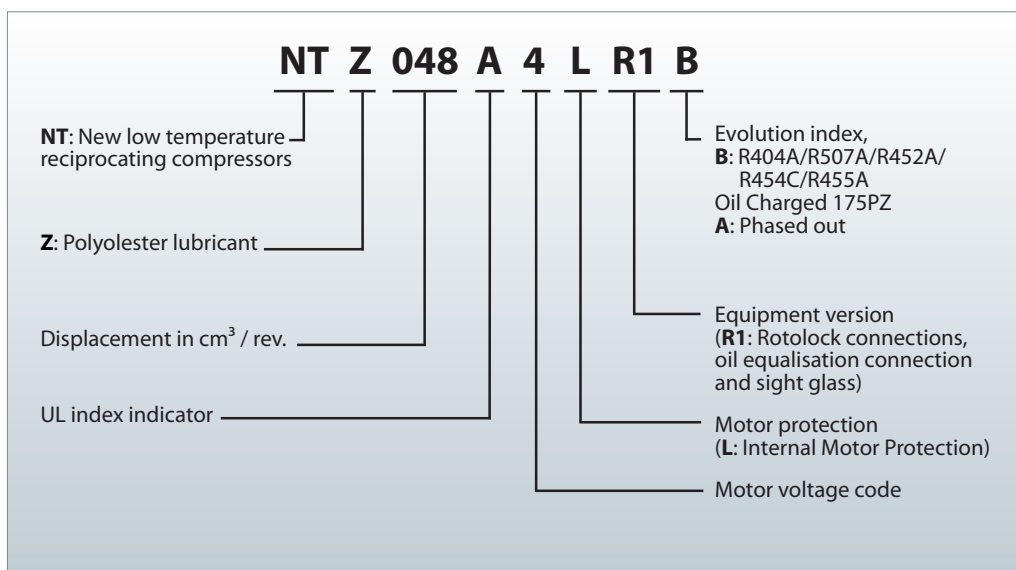 NT Z 048 A 4 L R1 B
NT: New low temperature
reciprocating compressors
Z: Polyolester lubricant
Displacement in cm³ / rev.
UL index indicator
Evolution index,
B: R404A/R507A/R452A/
R454C/R455A
Oil Charged 175PZ
A: Phased out
Equipment version
(R1: Rotolock connections,
oil equalisation connection
and sight glass)
Motor protection
(L: Internal Motor Protection)
Motor voltage code